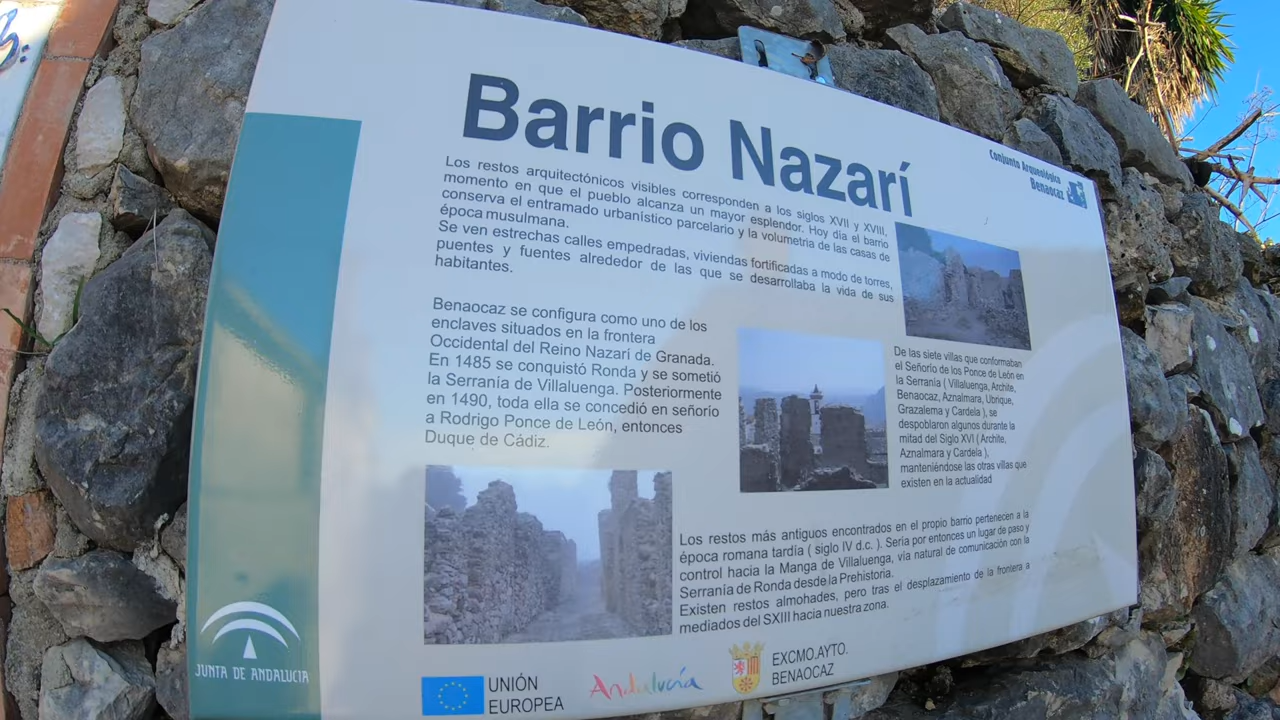 Barrio Nazarí
Conjunto Arqueológico
Benaocaz
Los restos arquitectónicos visibles corresponden a los siglos XVII y XVIII,
momento en que el pueblo alcanza un mayor esplendor. Hoy día el barrio
conserva el entramado urbanístico parcelario y la volumetria de las casas de
época musulmana.
Se ven estrechas calles empedradas, viviendas fortificadas a modo de torres,
puentes y fuentes alrededor de las que se desarrollaba la vida de sus
habitantes.
Benaocaz se configura como uno de los
enclaves situados en la frontera
Occidental del Reino Nazarí de Granada.
En 1485 se conquistó Ronda y se sometió
la Serranía de Villaluenga. Posteriormente
en 1490, toda ella se concedió en señorío
a Rodrigo Ponce de León, entonces
Duque de Cádiz.
De las siete villas que conformaban
el Señorío de los Ponce de León en
la Serranía ( Villaluenga, Archite,
Benaocaz, Aznalmara, Ubrique,
Grazalema y Cardela ), se
despoblaron algunos durante la
mitad del Siglo XVI ( Archite,
Aznalmara y Cardela ),
manteniéndose las otras villas que
existen en la actualidad
Los restos más antiguos encontrados en el propio barrio pertenecen a la
época romana tardía ( siglo IV d.c. ). Seria por entonces un lugar de paso y
control hacia la Manga de Villaluenga, vía natural de comunicación con la
Serranía de Ronda desde la Prehistoria.
Existen restos almohades, pero tras el desplazamiento de la frontera a
mediados del SXIII hacia nuestra zona.
JUNTA DE ANDALUCIA
UNIÓN
EUROPEA
Andalucía
EXCMO.AYTO.
BENAOCAZ